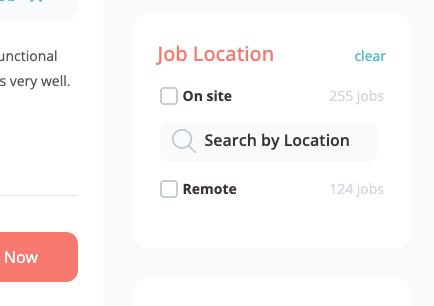 unctional
s very well.
Now
Job Location clear
On site 255 jobs
Search by Location
Remote 124 jobs